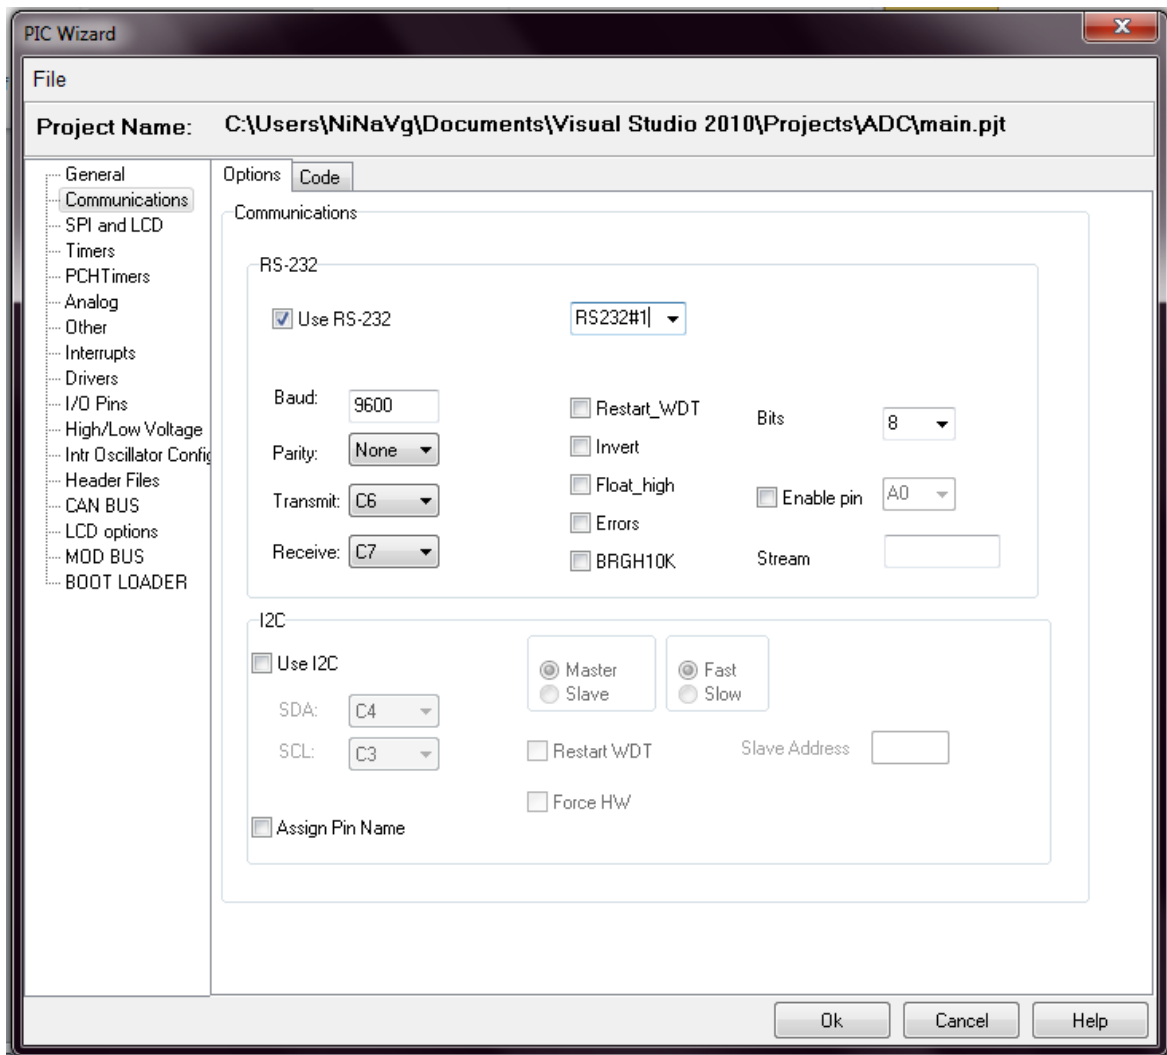 PIC Wizard
File
Project Name: C:\Users\NiNaVg\Documents\Visual Studio 2010\Projects\ADC\main.pjt
General
Communications
SPI and LCD
Timers
PCHTimers
Analog
Other
Interrupts
Drivers
I/O Pins
High/Low Voltage
Intr Oscillator Config
Header Files
CAN BUS
LCD options
MOD BUS
BOOT LOADER
Options Code
Communications
RS-232
Use RS-232 RS232#1
Baud: 9600 Restart_WDT Bits 8
Parity: None Invert
Transmit: C6 Float_high Enable pin A0
Errors
Receive: C7 BRGH10K Stream
I2C
Use I2C Master Fast
Slave Slow
SDA: C4
SCL: C3 Restart WDT Slave Address
Force HW
Assign Pin Name
Ok Cancel Help